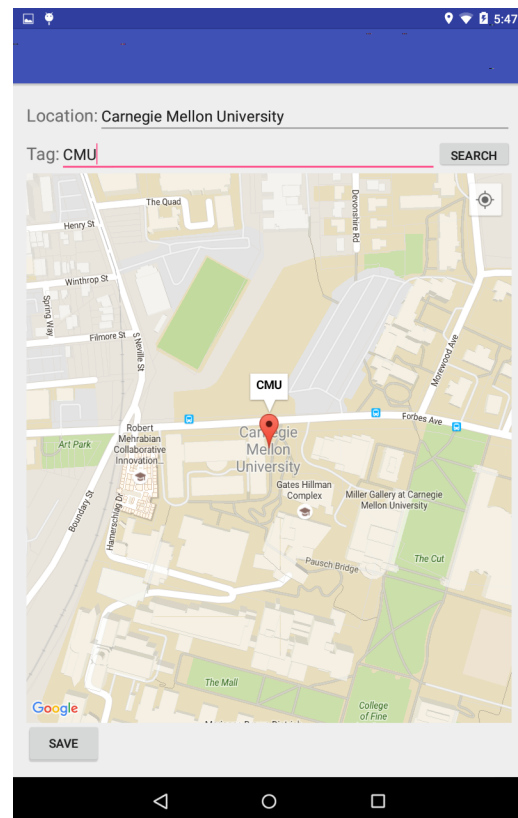 5:47
Location: Carnegie Mellon University
Tag: CMU
SEARCH
The Quad
Henry St
Devonshire Rd
Winthrop St
Spring Way
Filmore St
S Neville St
Morewood Ave
CMU
Forbes Ave
Robert
Mehrabian
Collaborative
Innovation...
Art Park
Carnegie
Mellon
University
Gates Hillman
Complex
Miller Gallery at Carnegie
Mellon University
Boundary St
Hamerschlag Dr
Pausch Bridge
The Cut
The Mall
College
of Fine
Google
SAVE